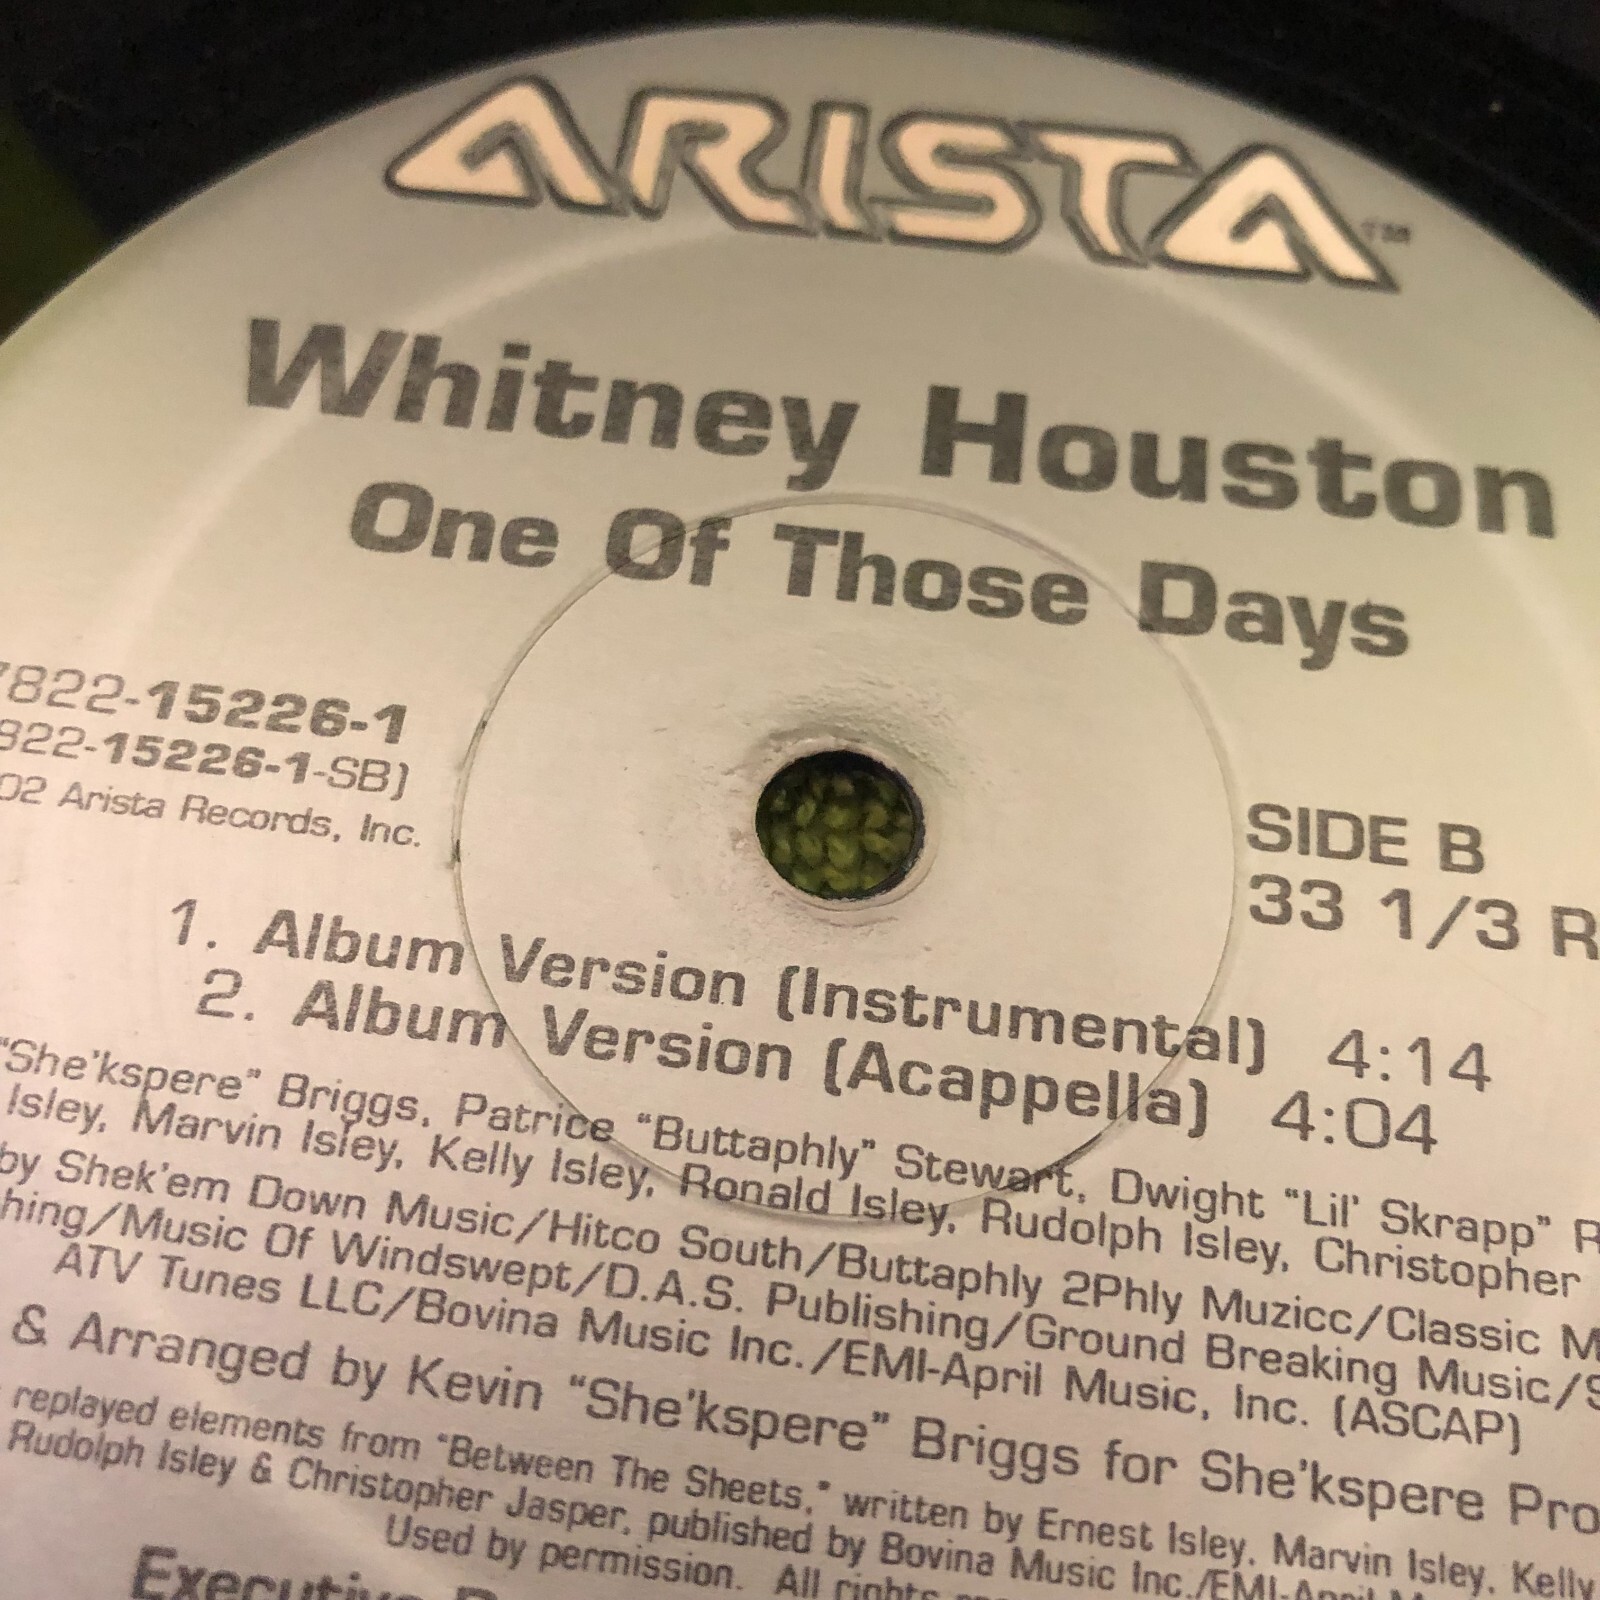 ARISTA™
Whitney Houston
One Of Those Days
7822-15226-1
822-15226-1-SB)
02 Arista Records, Inc.
SIDE B
33 1/3 R
1. Album Version (Instrumental) 4:14
2. Album Version (Acappella) 4:04
"She'kspere" Briggs, Patrice "Buttaphly" Stewart, Dwight "Lil' Skrapp" R
Isley, Marvin Isley, Kelly Isley, Ronald Isley, Rudolph Isley, Christopher
by Shek'em Down Music/Hitco South/Buttaphly 2Phly Muzicc/Classic M
hing/Music Of Windswept/D.A.S. Publishing/Ground Breaking Music/S
ATV Tunes LLC/Bovina Music Inc./EMI-April Music, Inc. (ASCAP)
& Arranged by Kevin "She'kspere" Briggs for She'kspere Pro
replayed elements from "Between The Sheets," written by Ernest Isley, Marvin Isley, Kelly
Rudolph Isley & Christopher Jasper, published by Bovina Music Inc./EMI-April M
Used by permission. All rights
Executive P